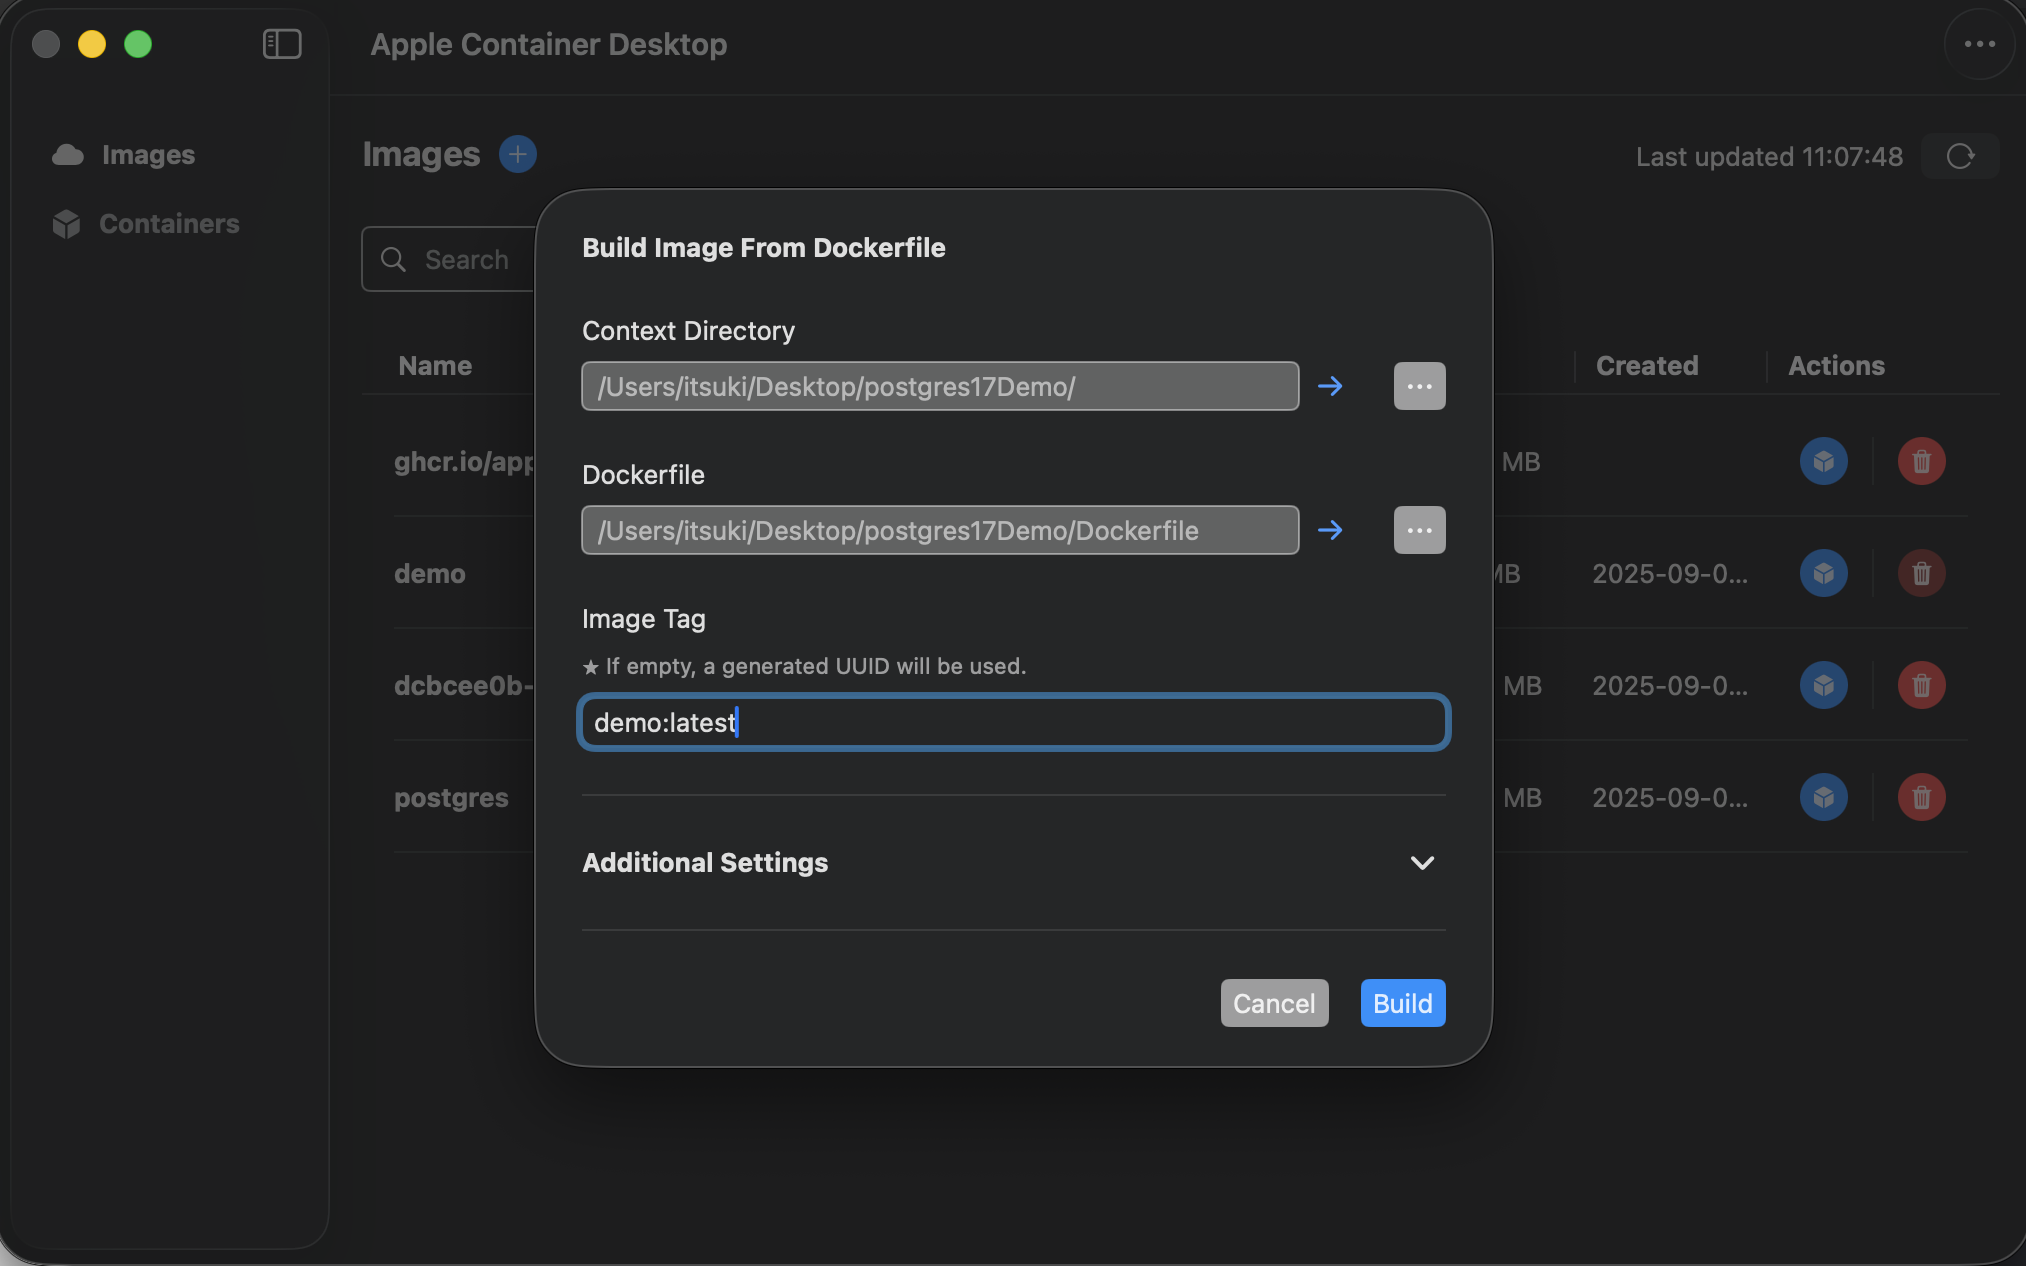 Apple Container Desktop
Images
Containers
Images
Last updated 11:07:48
Search
Name
Created
Actions
ghcr.io/app
MB
demo
MB
2025-09-0...
dcbcee0b-
MB
2025-09-0...
postgres
MB
2025-09-0...
Build Image From Dockerfile
Context Directory
/Users/itsuki/Desktop/postgres17Demo/
Dockerfile
/Users/itsuki/Desktop/postgres17Demo/Dockerfile
Image Tag
★ If empty, a generated UUID will be used.
demo:latest
Additional Settings
Cancel
Build